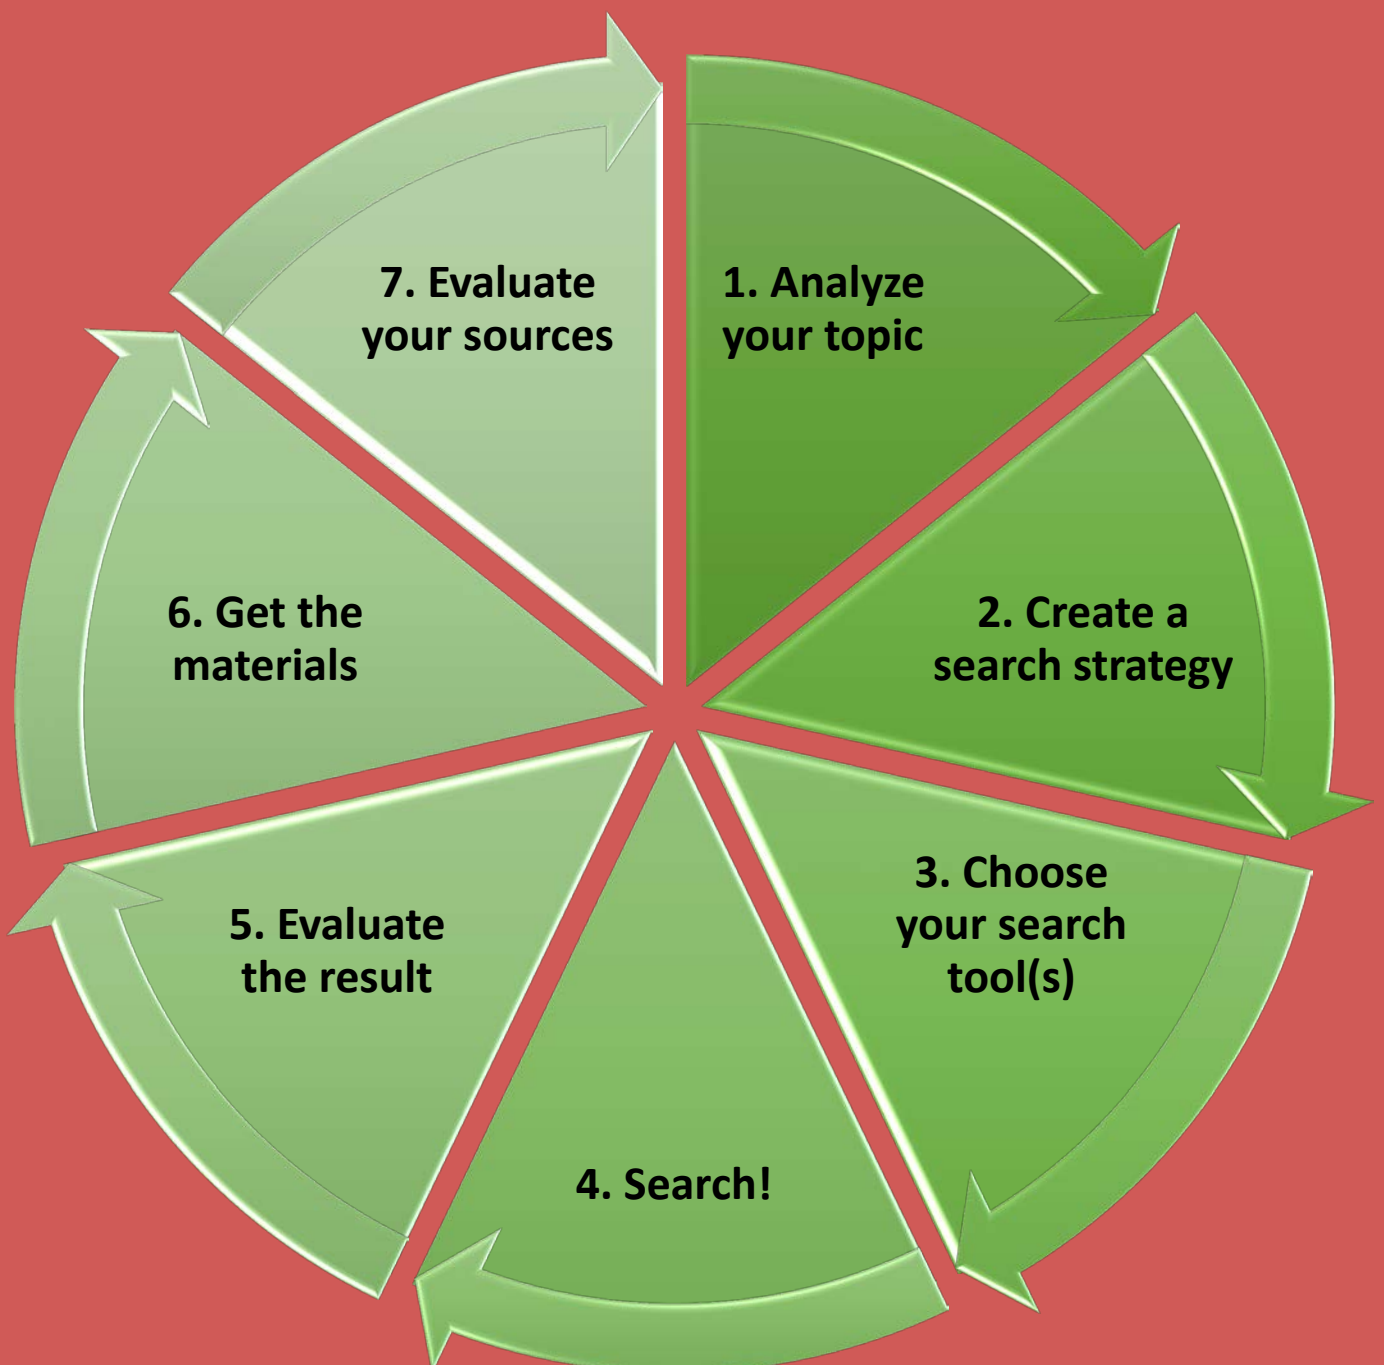 1. Analyze
your topic
2. Create a
search strategy
3. Choose
your search
tool(s)
4. Search!
5. Evaluate
the result
6. Get the
materials
7. Evaluate
your sources